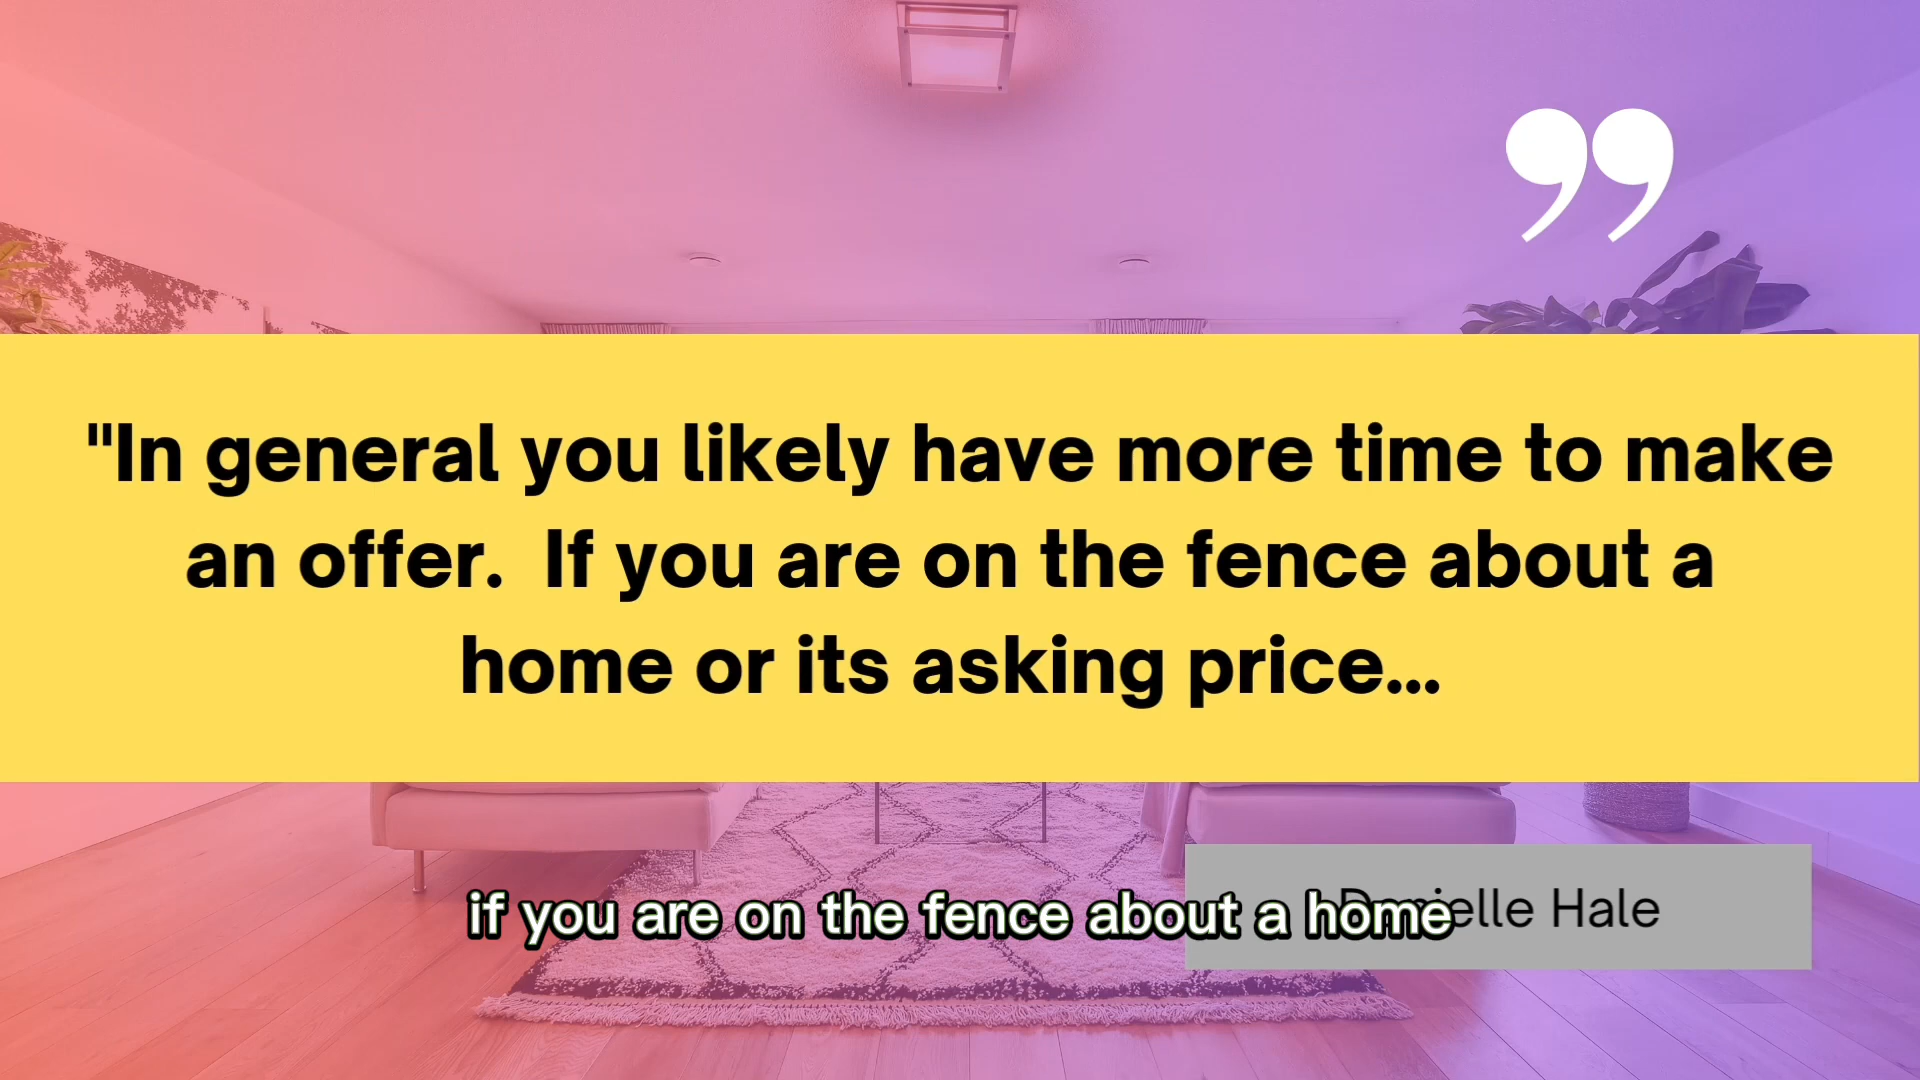 "In general you likely have more time to make
an offer.  If you are on the fence about a
home or its asking price...
if you are on the fence about a home
Danielle Hale